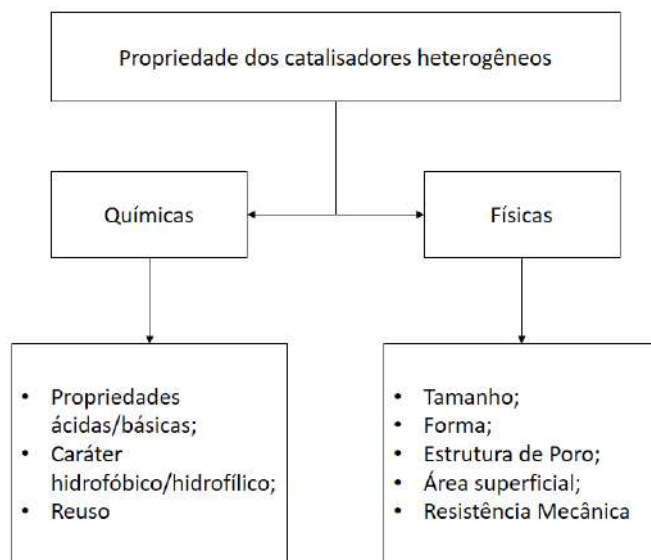 Propriedade dos catalisadores heterogêneos
Químicas
Físicas
• Propriedades
ácidas/básicas;
• Caráter
hidrofóbico/hidrofílico;
• Reuso
• Tamanho;
• Forma;
• Estrutura de Poro;
• Área superficial;
• Resistência Mecânica